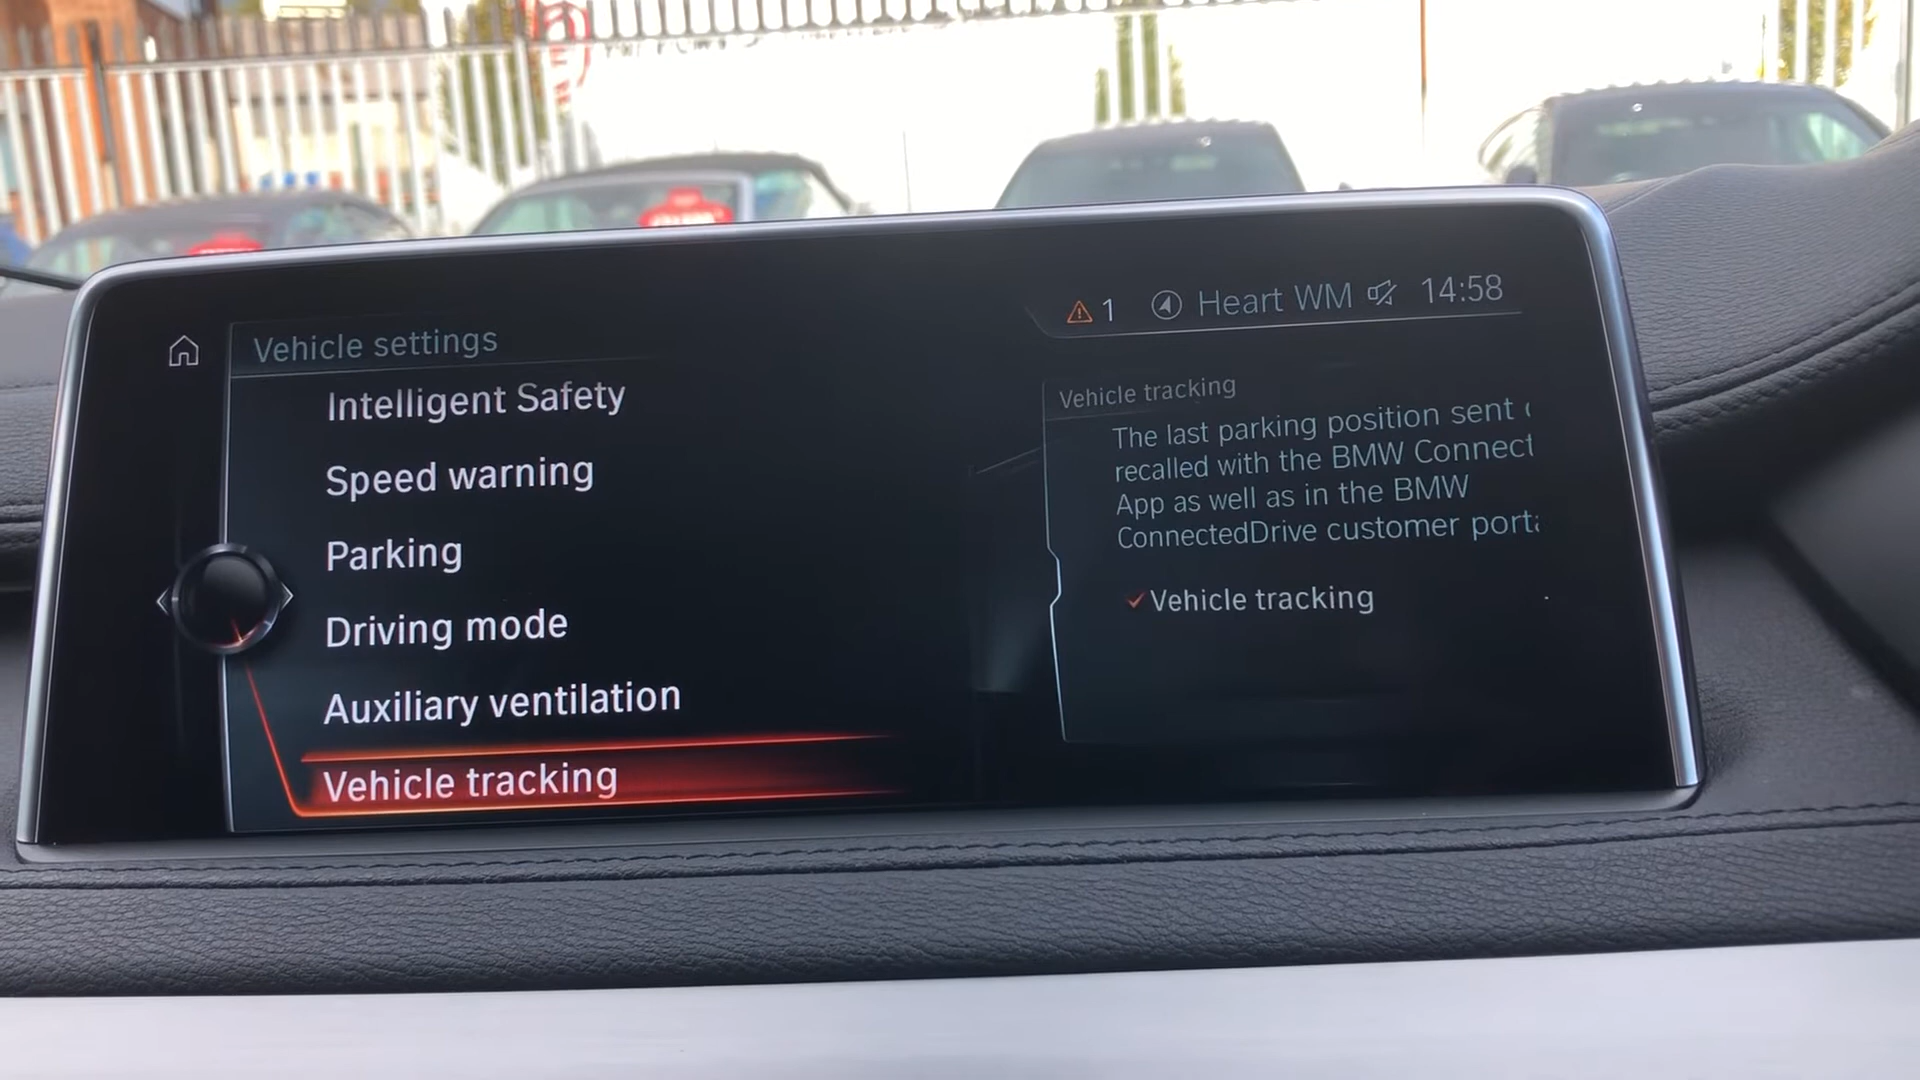 1 Heart WM 14:58
Vehicle settings
Intelligent Safety
Speed warning
Parking
Driving mode
Auxiliary ventilation
Vehicle tracking
Vehicle tracking
The last parking position sent
recalled with the BMW Connect
App as well as in the BMW
ConnectedDrive customer port
Vehicle tracking